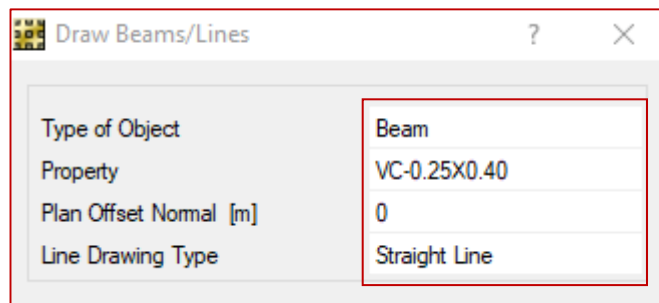 Draw Beams/Lines ?
Type of Object Beam
Property VC-0.25X0.40
Plan Offset Normal [m] 0
Line Drawing Type Straight Line